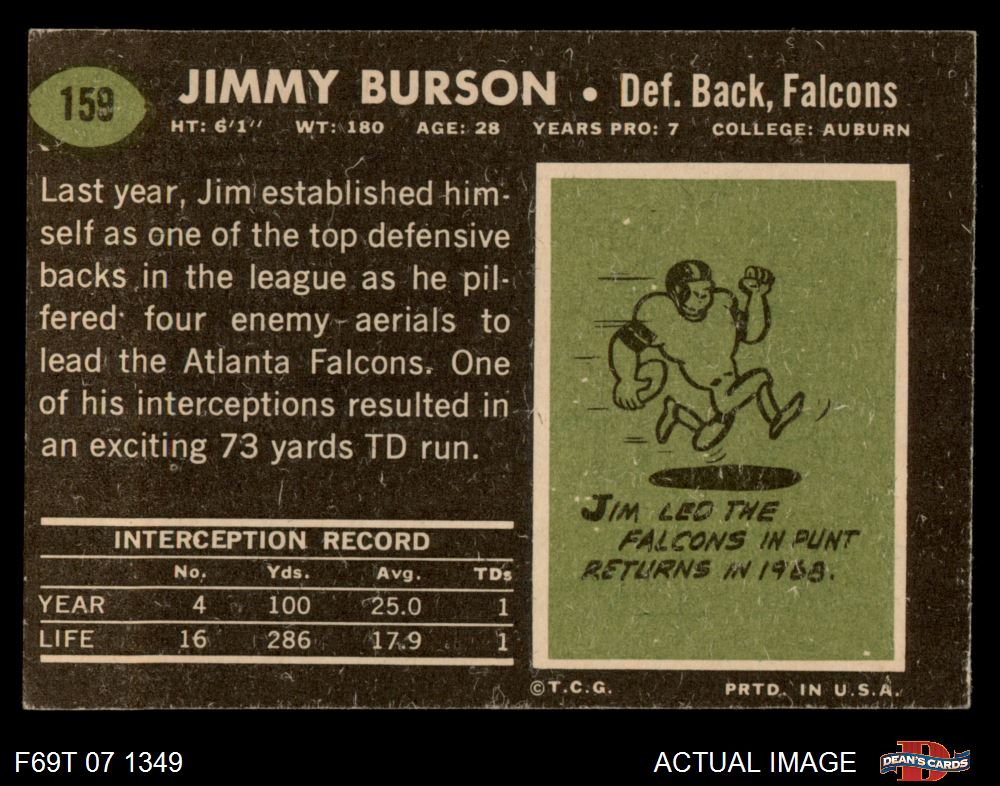 159
JIMMY BURSON • Def. Back, Falcons
HT: 6'1'' WT: 180 AGE: 28 YEARS PRO: 7 COLLEGE: AUBURN
Last year, Jim established him-
self as one of the top defensive
backs in the league as he pil-
fered four enemy aerials to
lead the Atlanta Falcons. One
of his interceptions resulted in
an exciting 73 yards TD run.
INTERCEPTION RECORD
No. Yds. Avg. TDs
YEAR 4 100 25.0 1
LIFE 16 286 17.9 1
JIM LED THE
FALCONS IN PUNT
RETURNS IN 1968.
©T.C.G. PRTD. IN U.S.A.
F69T 07 1349 ACTUAL IMAGE
DEAN'S CARDS